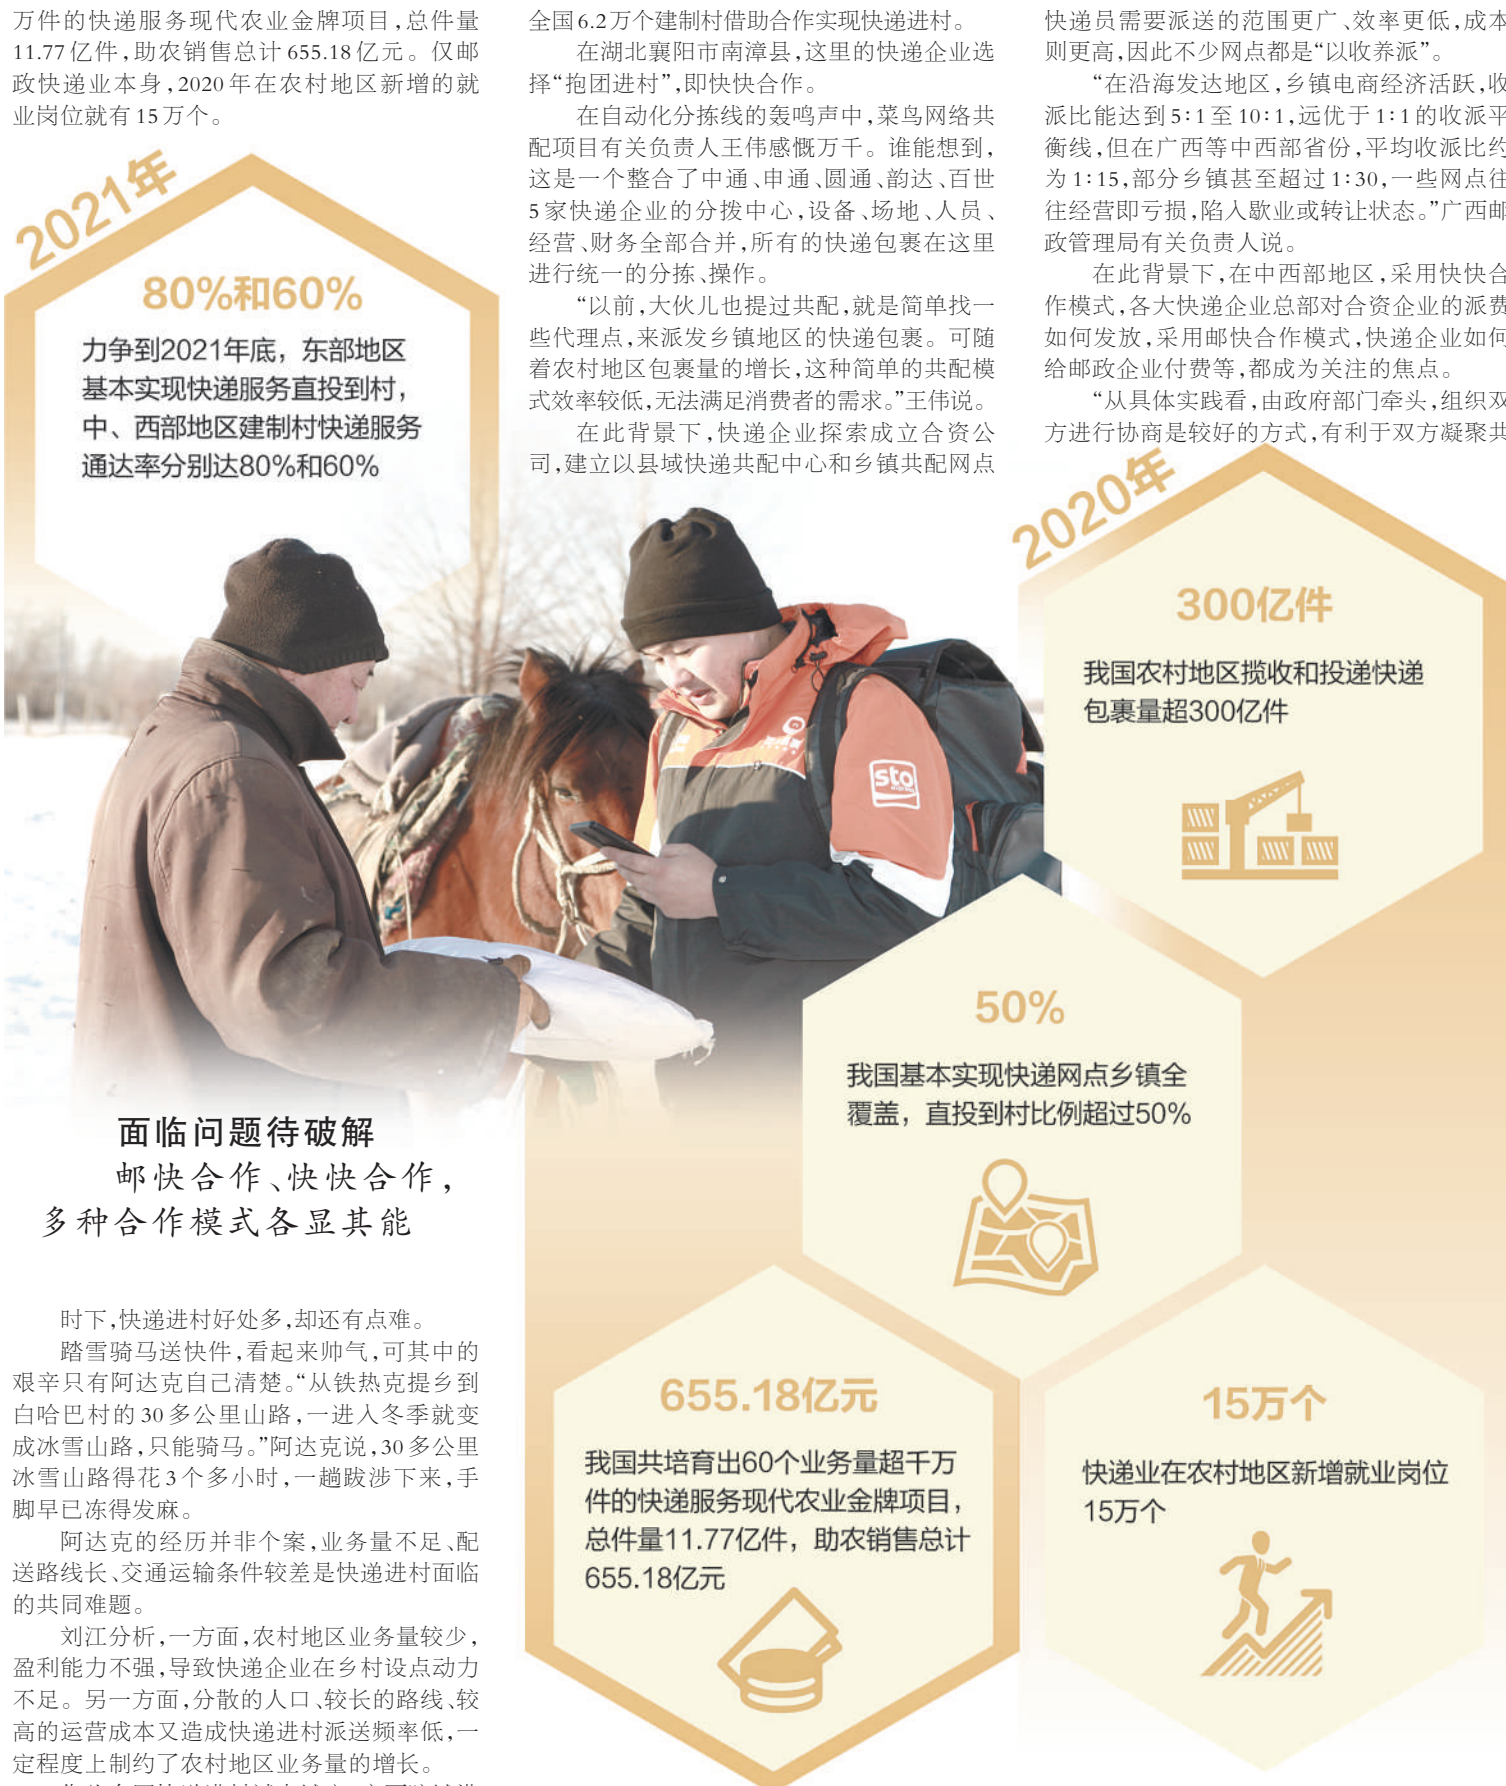 万件的快递服务现代农业金牌项目,总件量
11.77亿件,助农销售总计655.18亿元。仅邮
政快递业本身,2020年在农村地区新增的就
业岗位就有15万个。
2021年
80%和60%
力争到2021年底，东部地区
基本实现快递服务直投到村，
中、西部地区建制村快递服务
通达率分别达80%和60%
面临问题待破解
邮快合作、快快合作，
多种合作模式各显其能
时下,快递进村好处多,却还有点难。
踏雪骑马送快件,看起来帅气,可其中的
艰辛只有阿达克自己清楚。“从铁热克提乡到
白哈巴村的30多公里山路,一进入冬季就变
成冰雪山路,只能骑马。”阿达克说,30多公里
冰雪山路得花3个多小时,一趟跋涉下来,手
脚早已冻得发麻。
阿达克的经历并非个案,业务量不足、配
送路线长、交通运输条件较差是快递进村面临
的共同难题。
刘江分析,一方面,农村地区业务量较少,
盈利能力不强,导致快递企业在乡村设点动力
不足。另一方面,分散的人口、较长的路线、较
高的运营成本又造成快递进村派送频率低,一
定程度上制约了农村地区业务量的增长。
全国6.2万个建制村借助合作实现快递进村。
在湖北襄阳市南漳县,这里的快递企业选
择“抱团进村”,即快快合作。
在自动化分拣线的轰鸣声中,菜鸟网络共
配项目有关负责人王伟感慨万千。谁能想到,
这是一个整合了中通、申通、圆通、韵达、百世
5家快递企业的分拨中心,设备、场地、人员、
经营、财务全部合并,所有的快递包裹在这里
进行统一的分拣、操作。
“以前,大伙儿也提过共配,就是简单找一
些代理点,来派发乡镇地区的快递包裹。可随
着农村地区包裹量的增长,这种简单的共配模
式效率较低,无法满足消费者的需求。”王伟说。
在此背景下,快递企业探索成立合资公
司,建立以县域快递共配中心和乡镇共配网点
快递员需要派送的范围更广、效率更低,成本
则更高,因此不少网点都是“以收养派”。
“在沿海发达地区,乡镇电商经济活跃,收
派比能达到5:1至10:1,远优于1:1的收派平
衡线,但在广西等中西部省份,平均收派比约
为1:15,部分乡镇甚至超过1:30,一些网点往
往经营即亏损,陷入歇业或转让状态。”广西邮
政管理局有关负责人说。
在此背景下,在中西部地区,采用快快合
作模式,各大快递企业总部对合资企业的派费
如何发放,采用邮快合作模式,快递企业如何
给邮政企业付费等,都成为关注的焦点。
“从具体实践看,由政府部门牵头,组织双
方进行协商是较好的方式,有利于双方凝聚共
2020年
300亿件
我国农村地区揽收和投递快递
包裹量超300亿件
sto
express
50%
我国基本实现快递网点乡镇全
覆盖，直投到村比例超过50%
655.18亿元
我国共培育出60个业务量超千万
件的快递服务现代农业金牌项目，
总件量11.77亿件，助农销售总计
655.18亿元
15万个
快递业在农村地区新增就业岗位
15万个